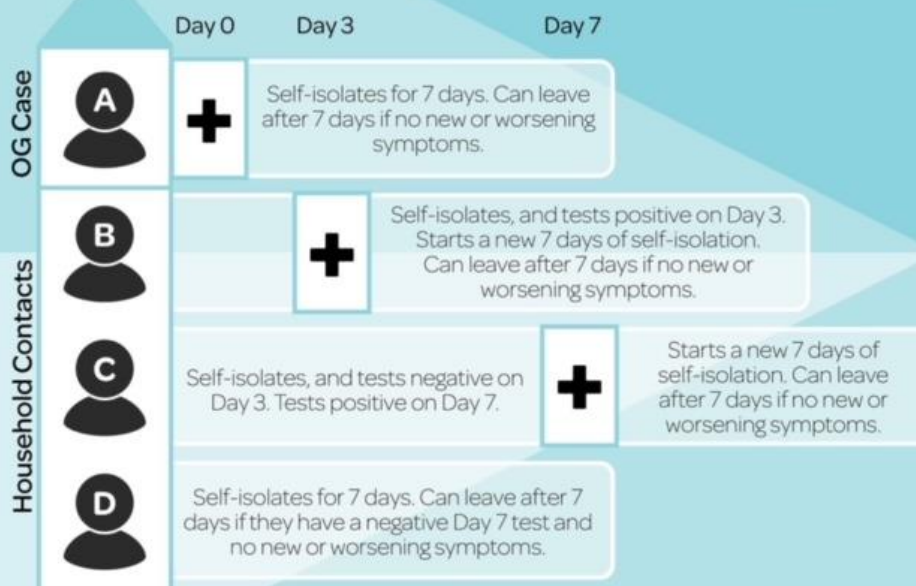 Day 0
Day 3
Day 7
OG Case
A
Self-isolates for 7 days. Can leave
after 7 days if no new or worsening
symptoms.
Household Contacts
B
Self-isolates, and tests positive on Day 3.
Starts a new 7 days of self-isolation.
Can leave after 7 days if no new or
worsening symptoms.
C
Self-isolates, and tests negative on
Day 3. Tests positive on Day 7.
Starts a new 7 days of
self-isolation. Can leave
after 7 days if no new or
worsening symptoms.
D
Self-isolates for 7 days. Can leave after 7
days if they have a negative Day 7 test and
no new or worsening symptoms.